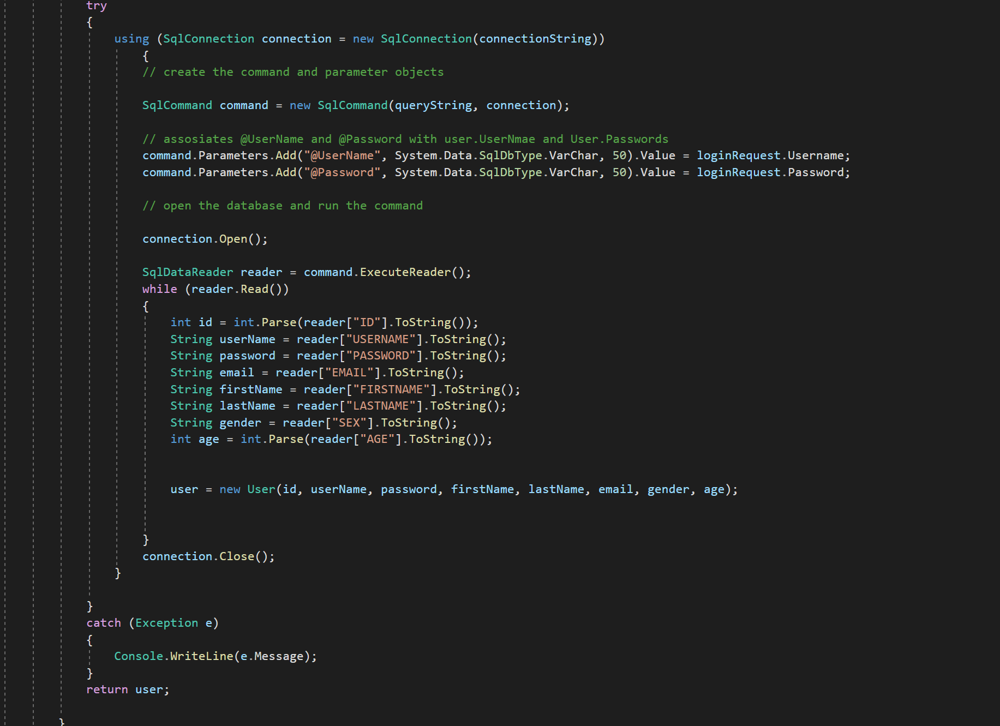 try
{
using (SqlConnection connection = new SqlConnection(connectionString))
{
// create the command and parameter objects
SqlCommand command = new SqlCommand(queryString, connection);
// assosiates @UserName and @Password with user.UserNmae and User.Passwords
command.Parameters.Add("@UserName", System.Data.SqlDbType.VarChar, 50).Value = loginRequest.Username;
command.Parameters.Add("@Password", System.Data.SqlDbType.VarChar, 50).Value = loginRequest.Password;
// open the database and run the command
connection.Open();
SqlDataReader reader = command.ExecuteReader();
while (reader.Read())
{
int id = int.Parse(reader["ID"].ToString());
String userName = reader["USERNAME"].ToString();
String password = reader["PASSWORD"].ToString();
String email = reader["EMAIL"].ToString();
String firstName = reader["FIRSTNAME"].ToString();
String lastName = reader["LASTNAME"].ToString();
String gender = reader["SEX"].ToString();
int age = int.Parse(reader["AGE"].ToString());
user = new User(id, userName, password, firstName, lastName, email, gender, age);
}
connection.Close();
}
}
catch (Exception e)
{
Console.WriteLine(e.Message);
}
return user;
}